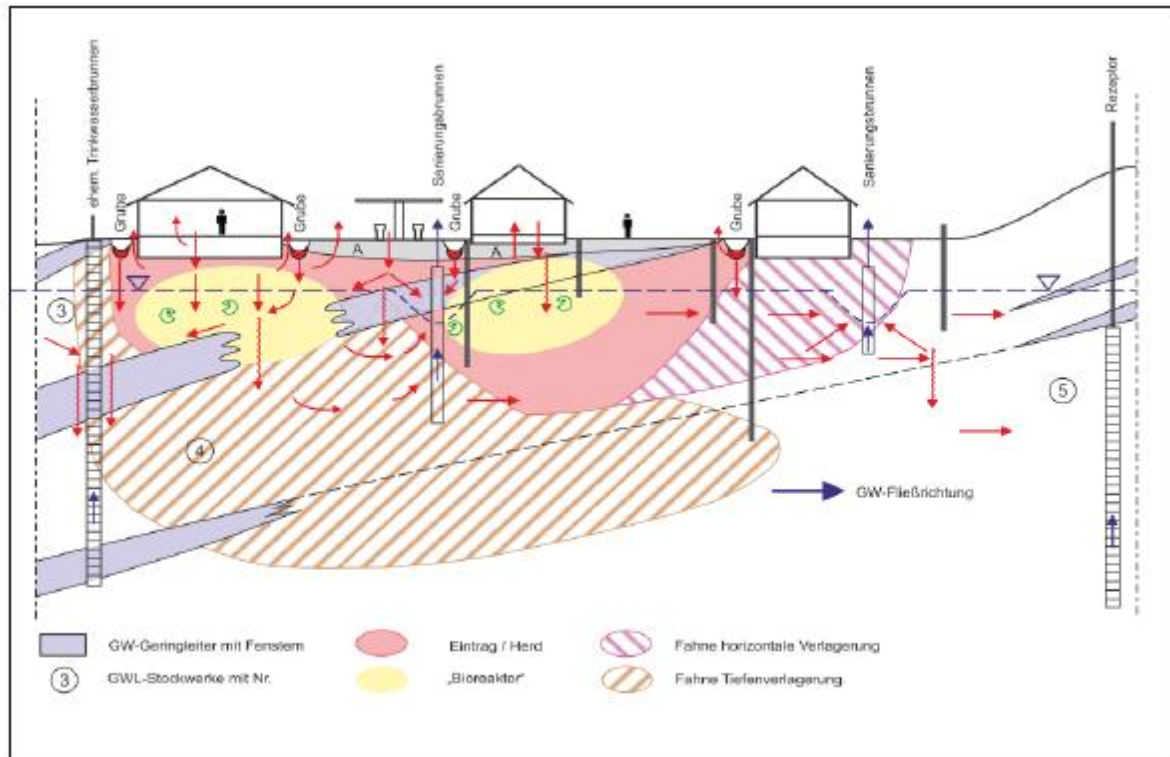 ehem. Trinkwasserbrunnen
Grube
Grube
Sanierungsbrunnen
Grube
Grube
Sanierungsbrunnen
Rezeptor
A
A
3
4
5
GW-Fließrichtung
GW-Geringleiter mit Fenstern
Eintrag / Herd
Fahne horizontale Verlagerung
3
GWL-Stockwerke mit Nr.
„Bioreaktor"
Fahne Tiefenverlagerung